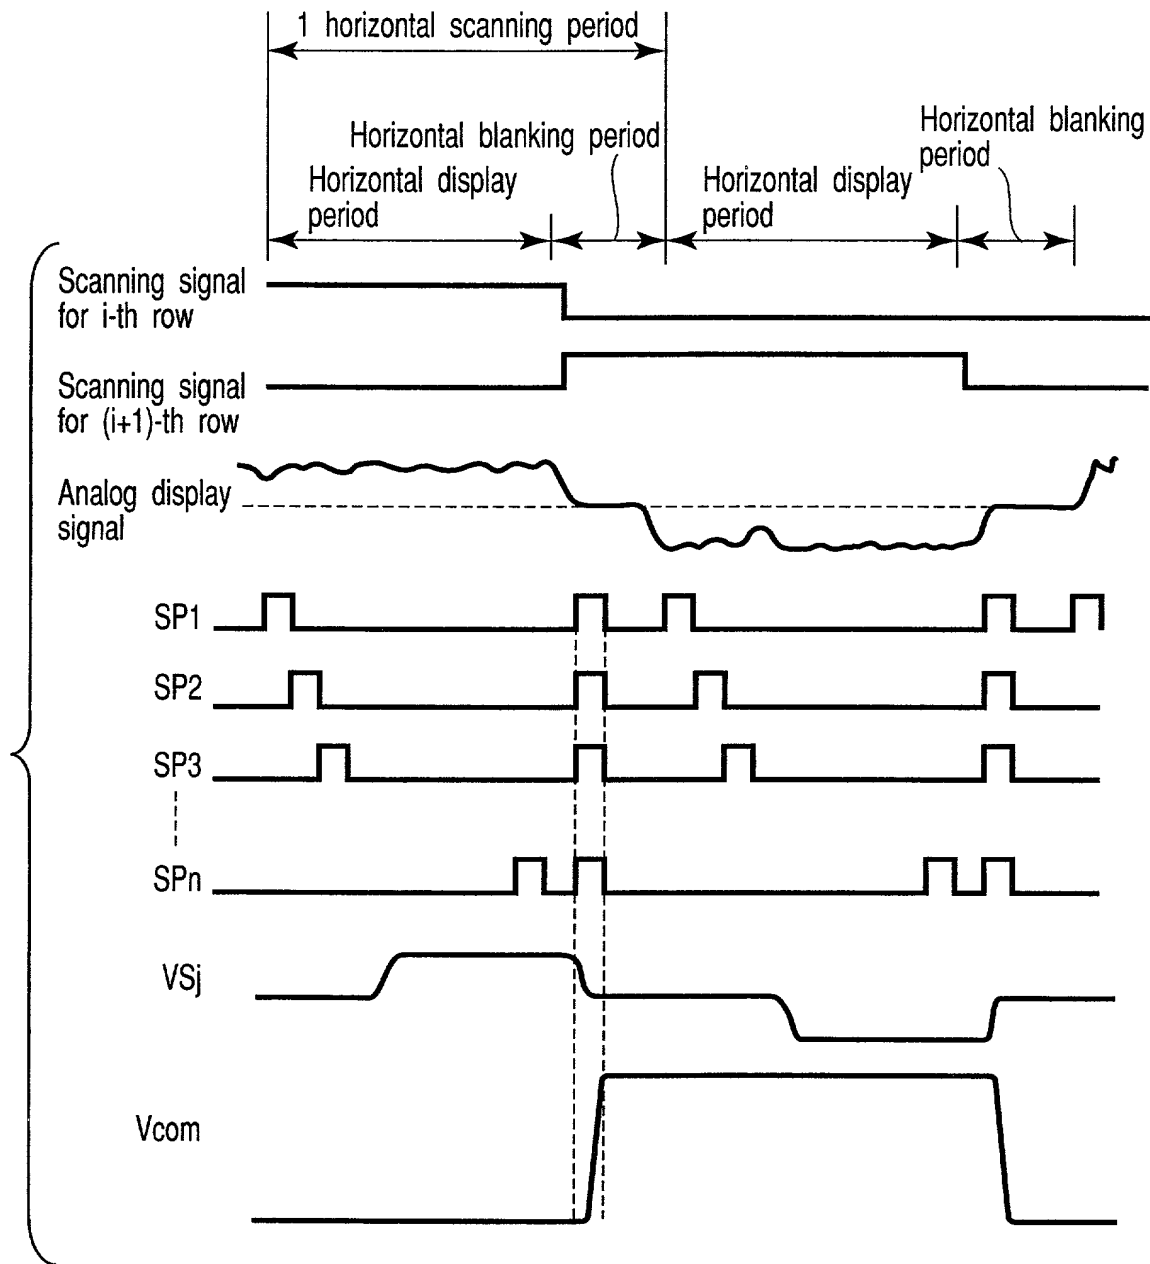 1 horizontal scanning period
Horizontal blanking period
Horizontal blanking
period
Horizontal display
period
Horizontal display
period
Scanning signal
for i-th row
Scanning signal
for (i+1)-th row
Analog display
signal
SP1
SP2
SP3
SPn
VSj
Vcom